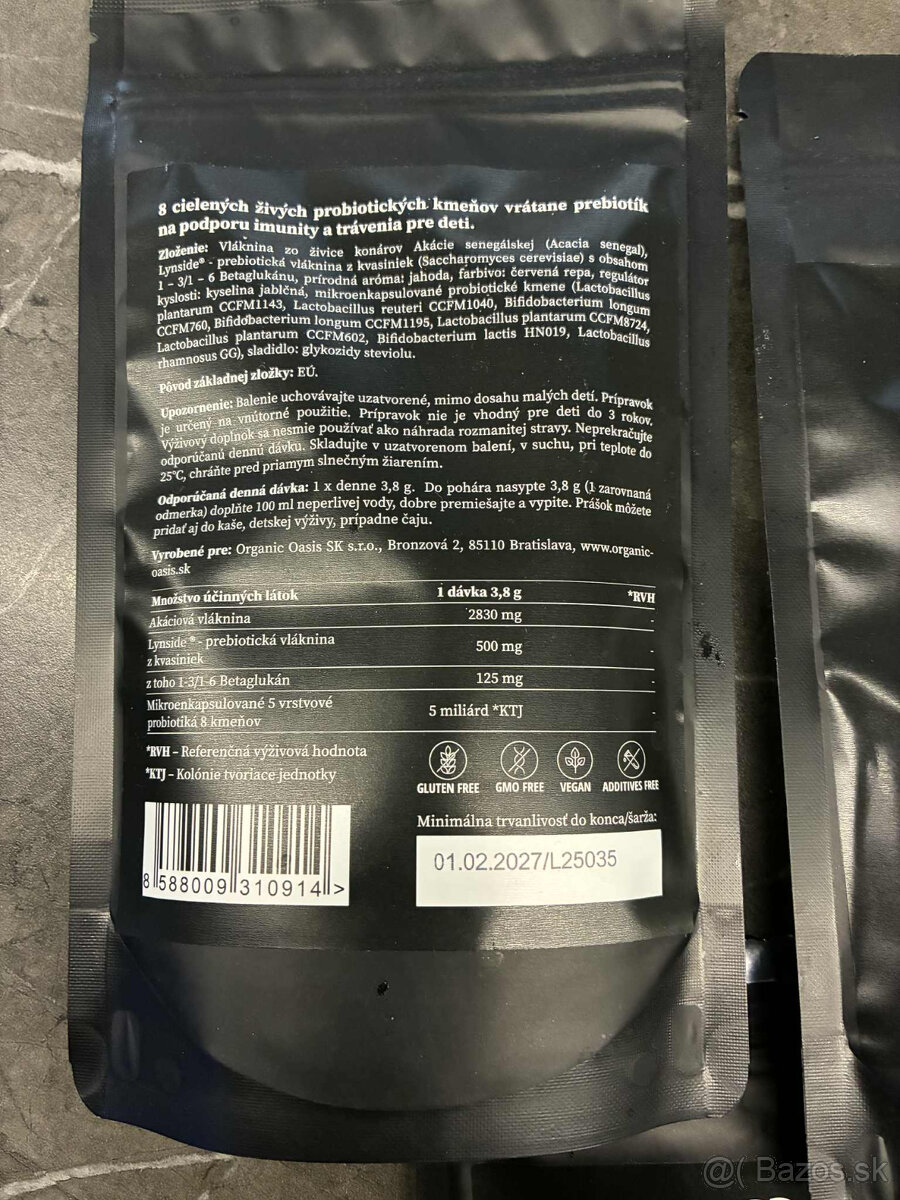 8 cielených živých probiotických kmeňov vrátane prebiotík
na podporu imunity a trávenia pre deti.
Zloženie: Vláknina zo živice konárov Akácie senegálskej (Acacia senegal),
Lynside® - prebiotická vláknina z kvasiniek (Saccharomyces cerevisiae) s obsahom
1 – 3/1 – 6 Betaglukánu, prírodná aróma: jahoda, farbivo: červená repa, regulátor
kyslosti: kyselina jablčná, mikroenkapsulované probiotické kmene (Lactobacillus
plantarum CCFM1143, Lactobacillus reuteri CCFM1040, Bifidobacterium longum
CCFM760, Bifidobacterium longum CCFM1195, Lactobacillus plantarum CCFM8724,
Lactobacillus plantarum CCFM602, Bifidobacterium lactis HN019, Lactobacillus
rhamnosus GG), sladidlo: glykozidy steviolu.
Pôvod základnej zložky: EÚ.
Upozornenie: Balenie uchovávajte uzatvorené, mimo dosahu malých detí. Prípravok
je určený na vnútorné použitie. Prípravok nie je vhodný pre deti do 3 rokov.
Výživový doplnok sa nesmie používať ako náhrada rozmanitej stravy. Neprekračujte
odporúčanú dennú dávku. Skladujte v uzatvorenom balení, v suchu, pri teplote do
25°C, chráňte pred priamym slnečným žiarením.
Odporúčaná denná dávka: 1 x denne 3,8 g. Do pohára nasypte 3,8 g (1 zarovnaná
odmerka) doplňte 100 ml neperlivej vody, dobre premiešajte a vypite. Prášok môžete
pridať aj do kaše, detskej výživy, prípadne čaju.
Vyrobené pre: Organic Oasis SK s.r.o., Bronzová 2, 85110 Bratislava, www.organic-
oasis.sk
Množstvo účinných látok 1 dávka 3,8 g *RVH
Akáciová vláknina 2830 mg -
Lynside ® - prebiotická vláknina
z kvasiniek 500 mg -
z toho 1-3/1-6 Betaglukán 125 mg -
Mikroenkapsulované 5 vrstvové
probiotiká 8 kmeňov 5 miliárd *KTJ -
*RVH – Referenčná výživová hodnota
*KTJ – Kolónie tvoriace jednotky
GLUTEN FREE GMO FREE VEGAN ADDITIVES FREE
Minimálna trvanlivosť do konca/šarža:
01.02.2027/L25035
8 588009 310914 >
@( Bazos.sk